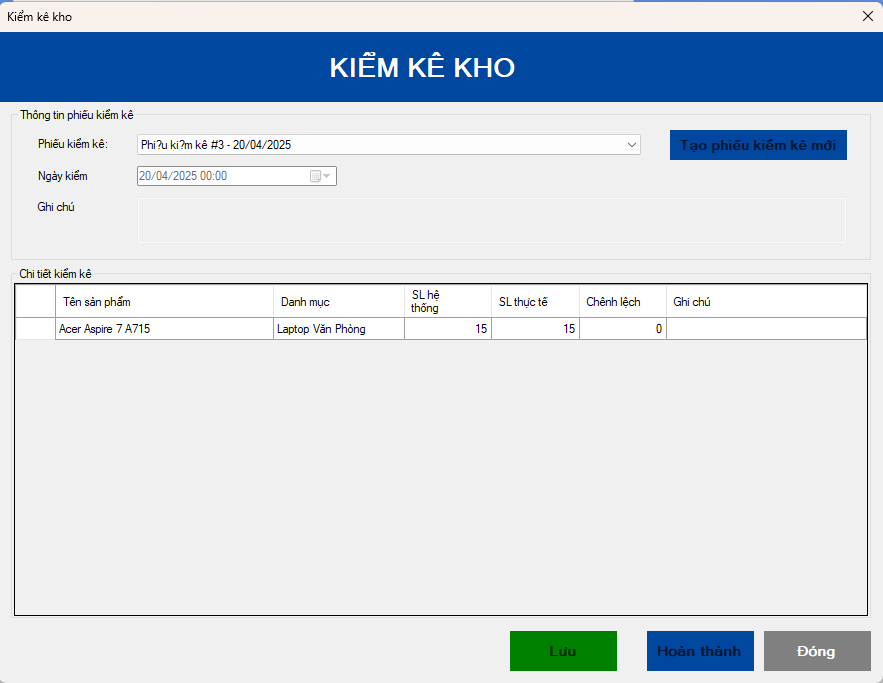 Kiểm kê kho
KIỂM KÊ KHO
Thông tin phiếu kiểm kê
Phiếu kiểm kê:
Phi?u ki?m kê #3 - 20/04/2025
Tạo phiếu kiểm kê mới
Ngày kiểm
20/04/2025 00:00
Ghi chú
Chi tiết kiểm kê
Tên sản phẩm Danh mục SL hệ thống SL thực tế Chênh lệch Ghi chú
Acer Aspire 7 A715 Laptop Văn Phòng 15 15 0
Lưu Hoàn thành Đóng